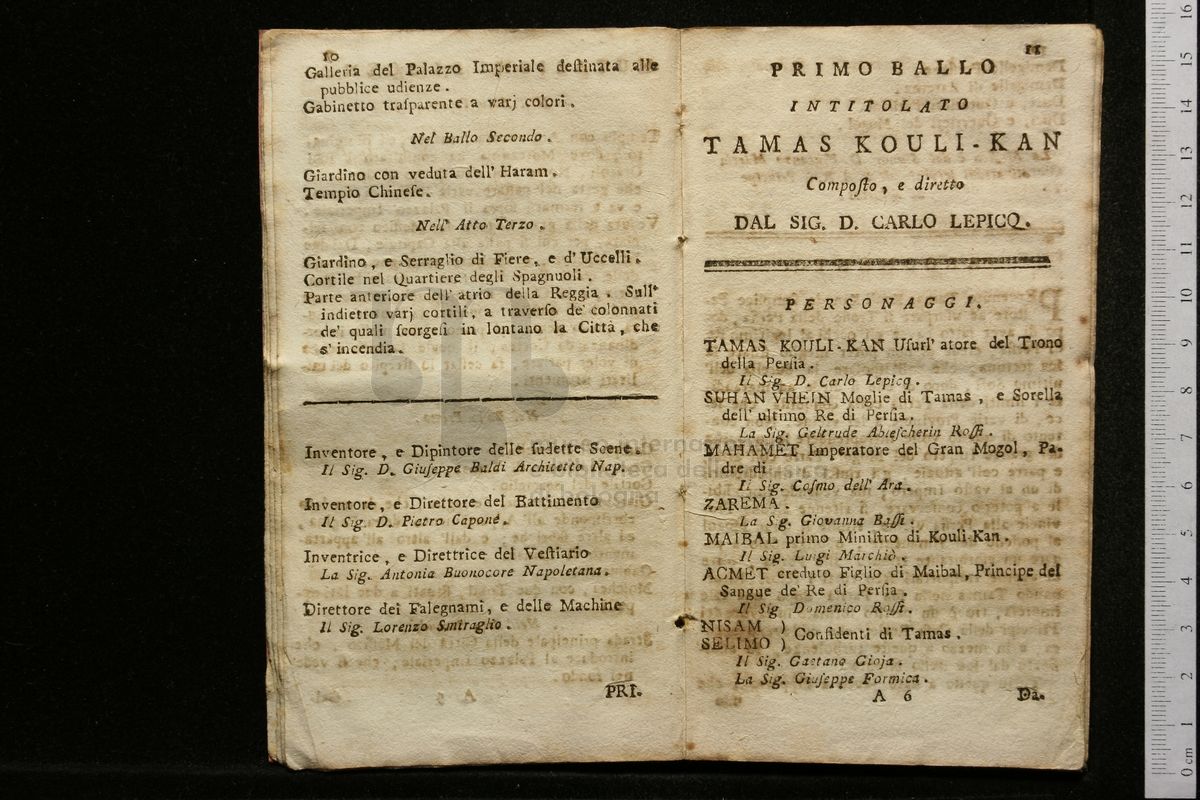 10
Galleria del Palazzo Imperiale destinata alle
pubblice udienze.
Gabinetto trasparente a varj colori.
Nel Ballo Secondo.
Giardino con veduta dell' Haram.
Tempio Chinese.
Nell' Atto Terzo.
Giardino, e Serraglio di Fiere, e d'Uccelli.
Cortile nel Quartiere degli Spagnuoli.
Parte anteriore dell' atrio della Reggia. Sull'
indietro varj cortili, a traverso de' colonnati
de' quali scorgesi in lontano la Città, che
s' incendia.
Inventore, e Dipintore delle sudette Scene.
Il Sig. D. Giuseppe Baldi Architetto Nap.
Inventore, e Direttore del Battimento
Il Sig. D. Pietro Caponé.
Inventrice, e Direttrice del Vestiario
La Sig. Antonia Buonocore Napoletana.
Direttore dei Falegnami, e delle Machine
Il Sig. Lorenzo Smiraglio.
PRI.
11
PRIMO BALLO
INTITOLATO
TAMAS KOULI-KAN
Composto, e diretto
DAL SIG. D. CARLO LEPICQ.
PERSONAGGI.
TAMAS KOULI-KAN Usurl' atore del Trono
della Persia.
Il Sig. D. Carlo Lepicq.
SUHAN VHEIN Moglie di Tamas, e Sorella
dell' ultimo Re di Persia.
La Sig. Geltrude Ablescherin Rossi.
MAHAMET Imperatore del Gran Mogol, Pa-
dre di
Il Sig. Cosmo dell' Ara.
ZAREMA.
La Sig. Giovanna Bassi.
MAIBAL primo Ministro di Kouli-Kan.
Il Sig. Luigi Marchiò.
ACMET creduto Figlio di Maibal, Principe del
Sangue de' Re di Persia.
Il Sig Domenico Rossi.
NISAM )
SELIMO ) Confidenti di Tamas.
Il Sig. Gaetano Gioja.
La Sig. Giuseppe Formica.
A 6
Da.